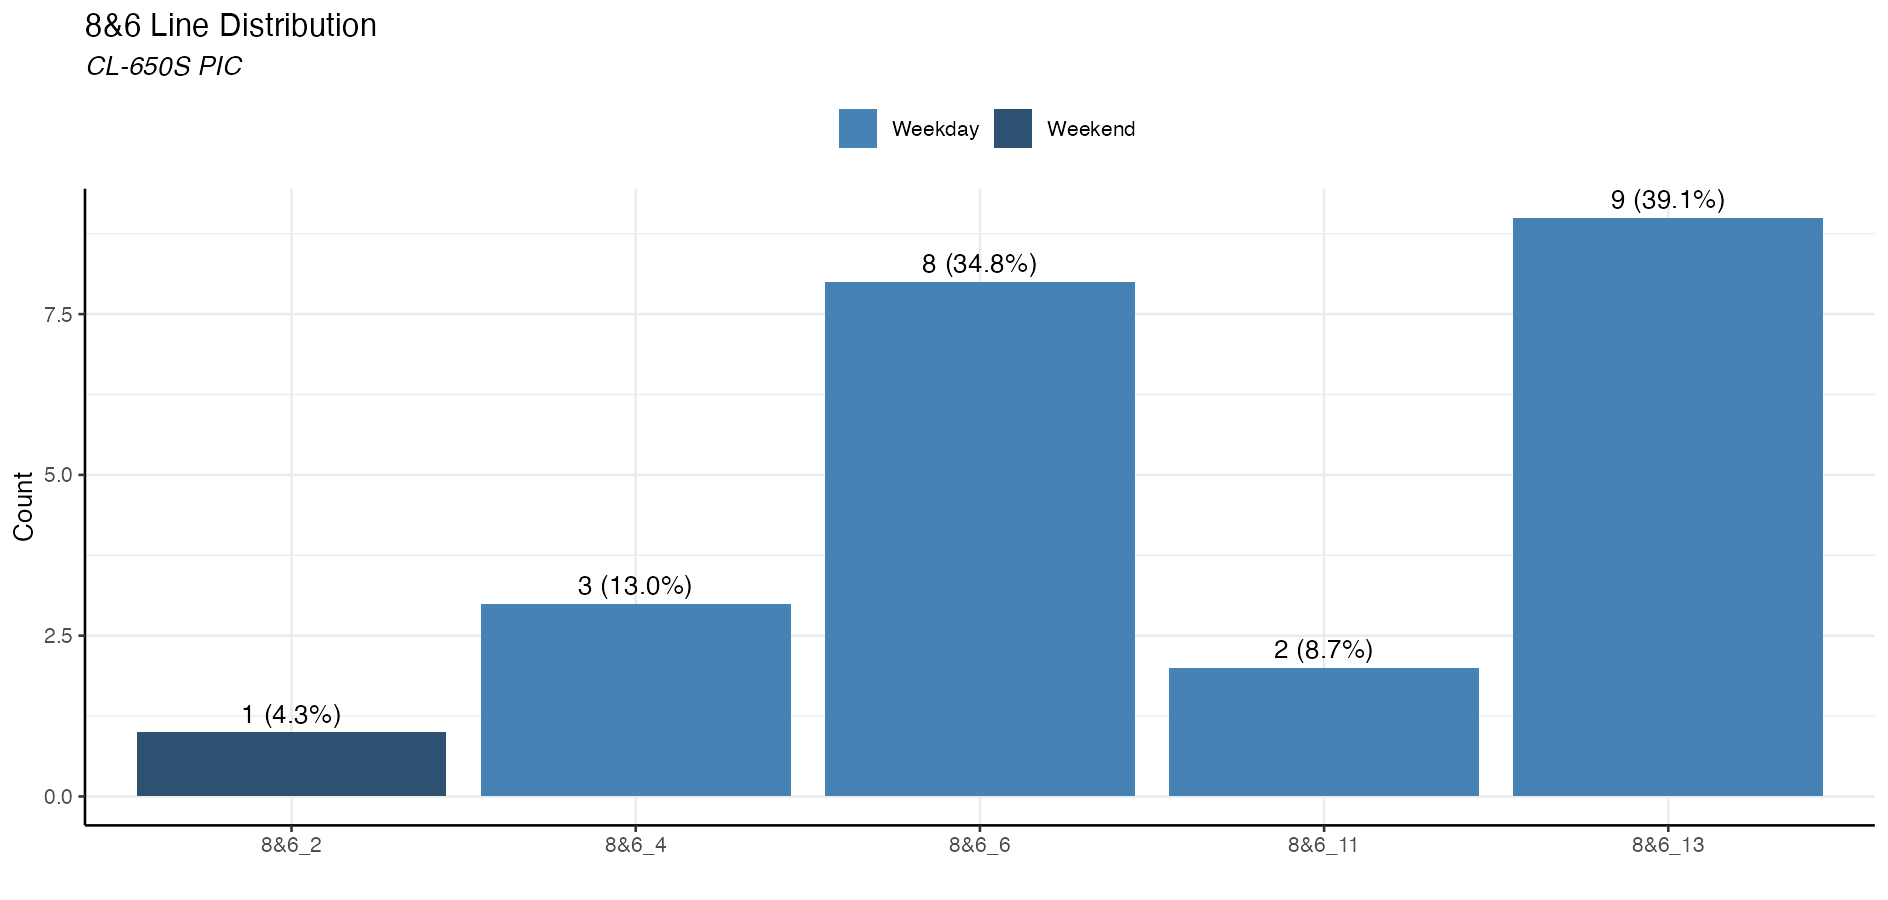 8&6 Line Distribution
CL-650S PIC
Weekday Weekend
9 (39.1%)
8 (34.8%)
7.5
5.0
Count
3 (13.0%)
2.5
2 (8.7%)
1 (4.3%)
0.0
8&6_2 8&6_4 8&6_6 8&6_11 8&6_13